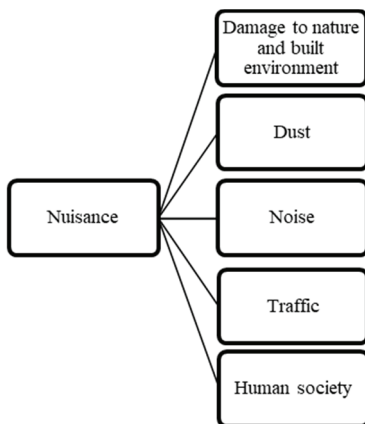 Damage to nature
and built
environment
Dust
Nuisance
Noise
Traffic
Human society